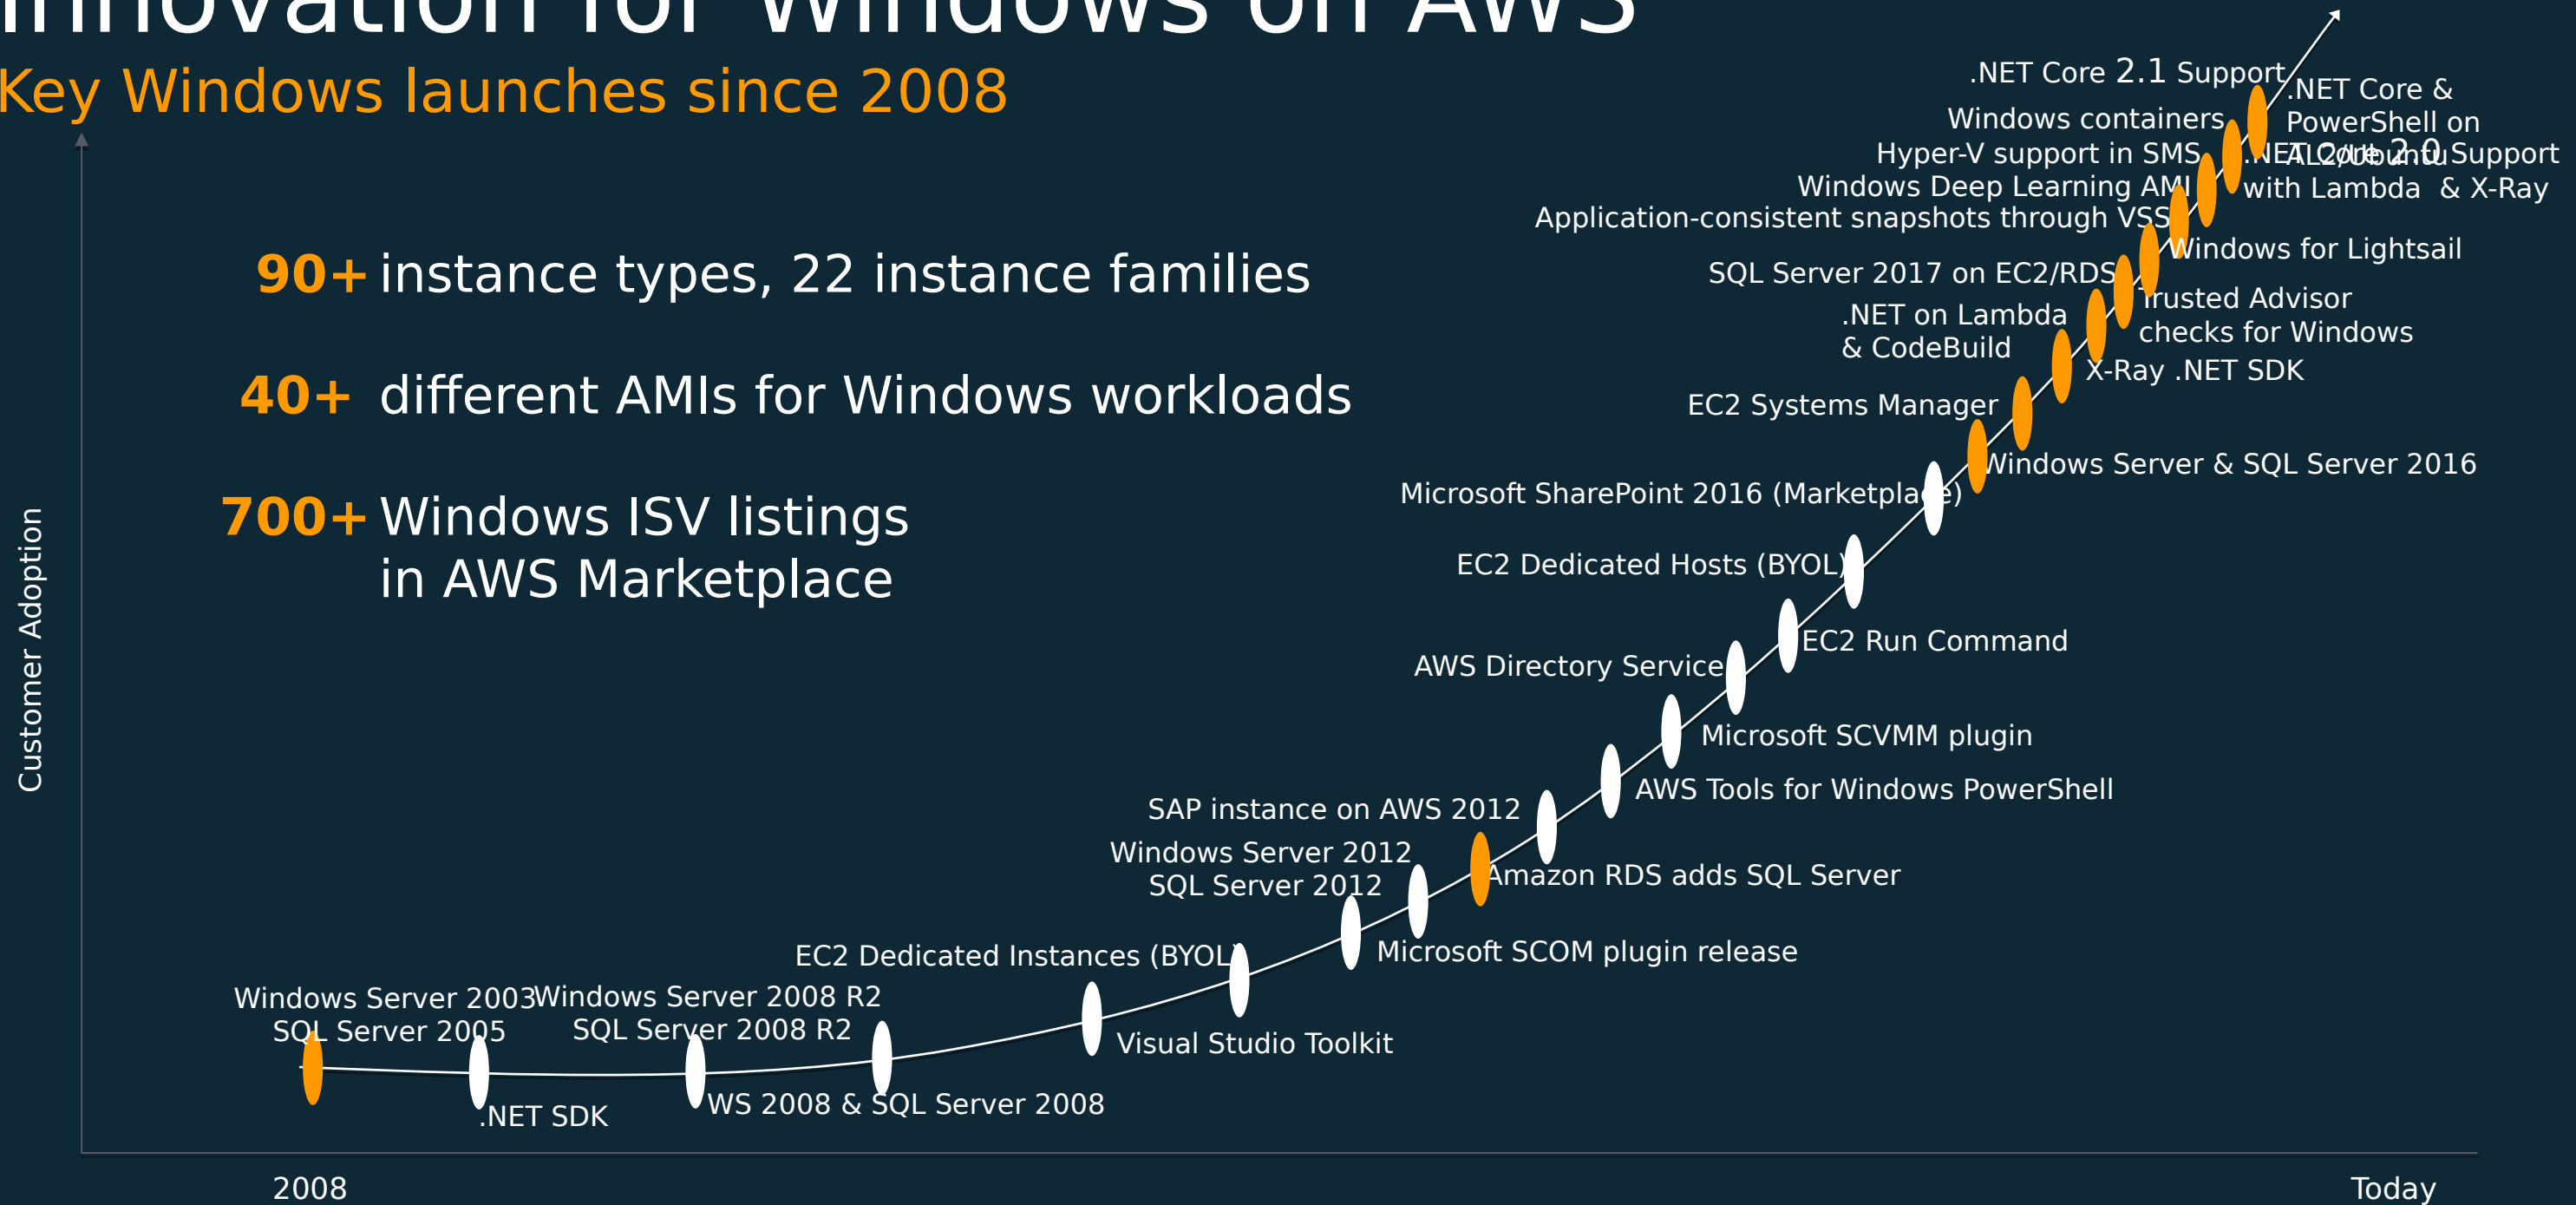 Innovation for Windows on AWS
Key Windows launches since 2008
90+ instance types, 22 instance families
40+ different AMIs for Windows workloads
700+ Windows ISV listings
in AWS Marketplace
Customer Adoption
.NET Core 2.1 Support
.NET Core &
PowerShell on
AL2/Ubuntu
Windows containers
Hyper-V support in SMS
.NET Core 2.0 Support
with Lambda & X-Ray
Windows Deep Learning AMI
Application-consistent snapshots through VSS
Windows for Lightsail
SQL Server 2017 on EC2/RDS
Trusted Advisor
checks for Windows
.NET on Lambda
& CodeBuild
X-Ray .NET SDK
EC2 Systems Manager
Windows Server & SQL Server 2016
Microsoft SharePoint 2016 (Marketplace)
EC2 Dedicated Hosts (BYOL)
EC2 Run Command
AWS Directory Service
Microsoft SCVMM plugin
AWS Tools for Windows PowerShell
SAP instance on AWS 2012
Windows Server 2012
SQL Server 2012
Amazon RDS adds SQL Server
Microsoft SCOM plugin release
EC2 Dedicated Instances (BYOL)
Visual Studio Toolkit
Windows Server 2003
SQL Server 2005
Windows Server 2008 R2
SQL Server 2008 R2
WS 2008 & SQL Server 2008
.NET SDK
2008
Today